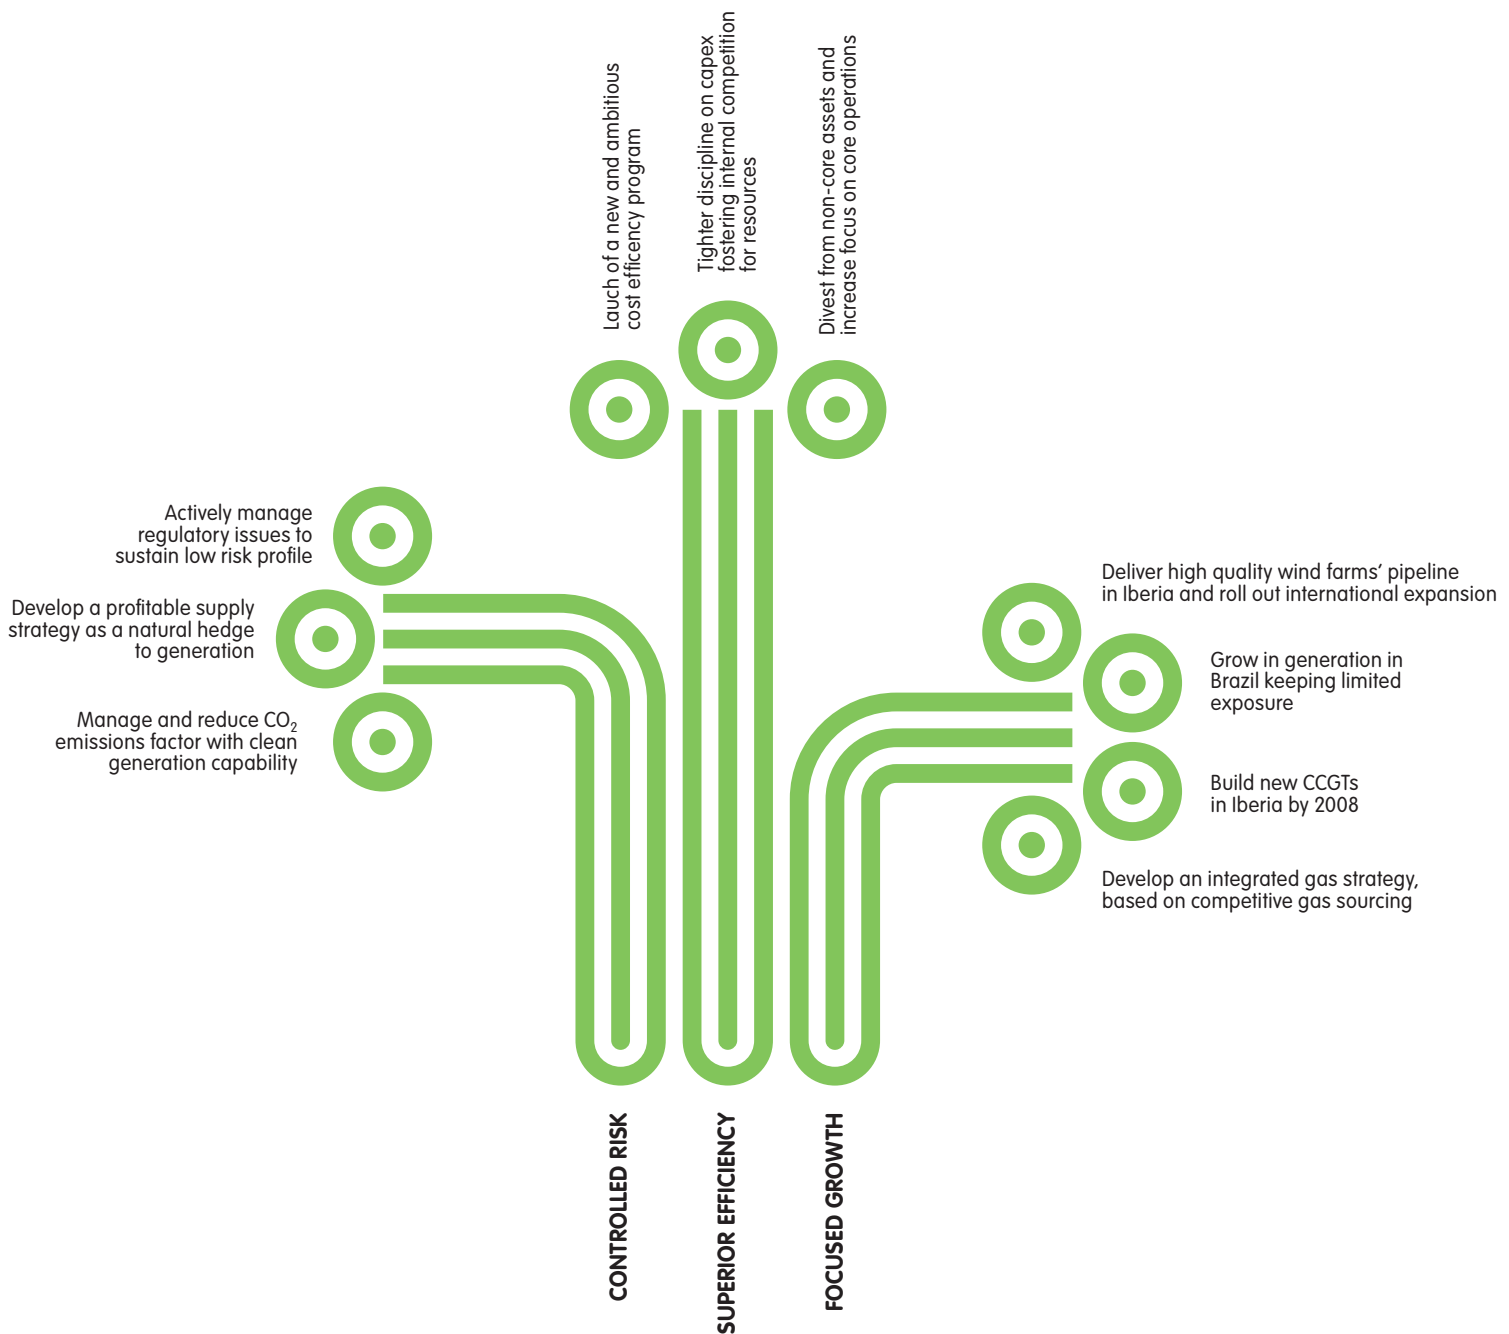 Lauch of a new and ambitious
cost efficency program
Tighter discipline on capex
fostering internal competition
for resources
Divest from non-core assets and
increase focus on core operations
Actively manage
regulatory issues to
sustain low risk profile
Develop a profitable supply
strategy as a natural hedge
to generation
Manage and reduce CO₂
emissions factor with clean
generation capability
Deliver high quality wind farms’ pipeline
in Iberia and roll out international expansion
Grow in generation in
Brazil keeping limited
exposure
Build new CCGTs
in Iberia by 2008
Develop an integrated gas strategy,
based on competitive gas sourcing
CONTROLLED RISK
SUPERIOR EFFICIENCY
FOCUSED GROWTH